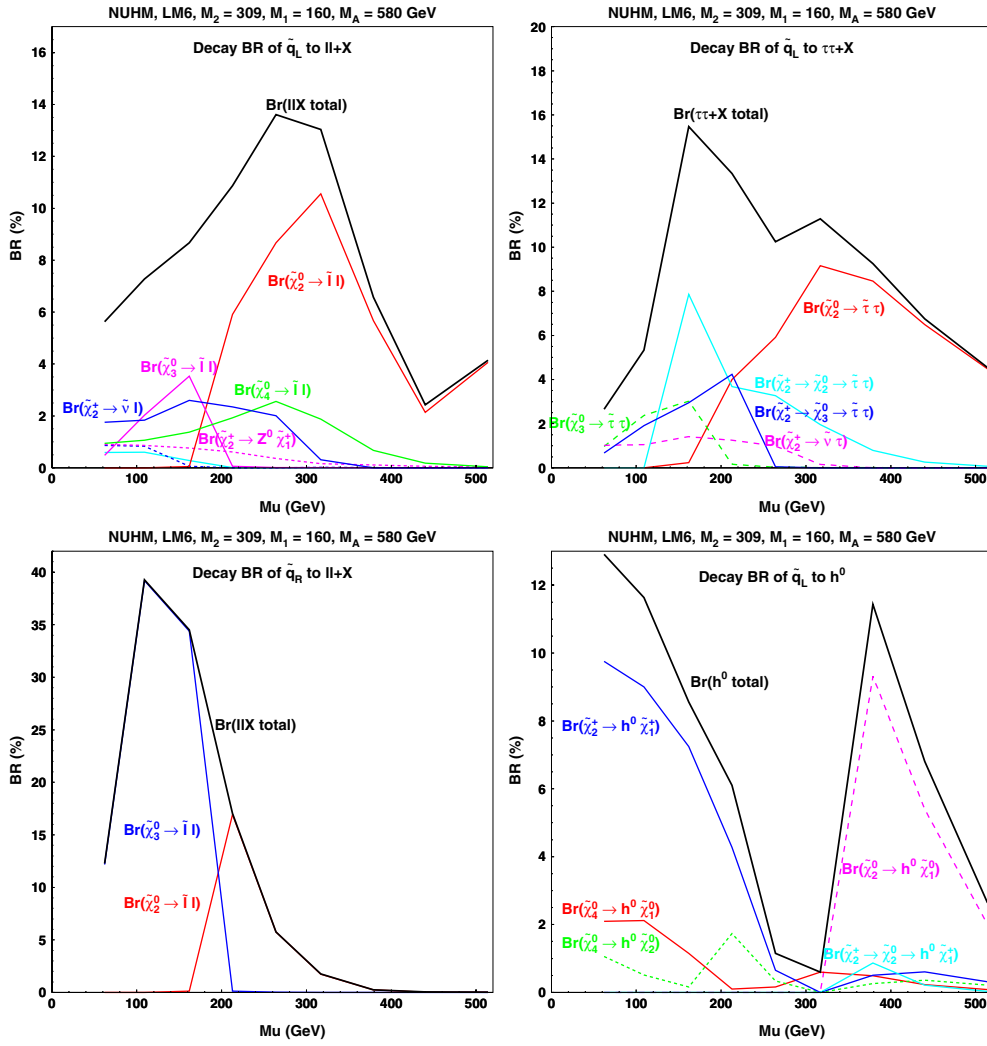 NUHM, LM6, M₂ = 309, M₁ = 160, M_A = 580 GeV
Decay BR of q̃_L to ll+X
Br(llX total)
Br(χ̃₂⁰ → l̃ l)
Br(χ̃₃⁰ → l̃ l)
Br(χ̃₂⁺ → ν̃ l)
Br(χ̃₄⁰ → l̃ l)
Br(χ̃₂⁺ → Z⁰ χ̃₁⁺)
BR (%)
0 2 4 6 8 10 12 14 16
0 100 200 300 400 500
Mu (GeV)
NUHM, LM6, M₂ = 309, M₁ = 160, M_A = 580 GeV
Decay BR of q̃_L to ττ+X
Br(ττ+X total)
Br(χ̃₂⁰ → τ̃ τ)
Br(χ̃₂⁺ → χ̃₂⁰ → τ̃ τ)
Br(χ̃₃⁰ → τ̃ τ)
Br(χ̃₂⁺ → χ̃₃⁰ → τ̃ τ)
Br(χ̃₂⁺ → ν τ)
BR (%)
0 2 4 6 8 10 12 14 16 18 20
0 100 200 300 400 500
Mu (GeV)
NUHM, LM6, M₂ = 309, M₁ = 160, M_A = 580 GeV
Decay BR of q̃_R to ll+X
Br(llX total)
Br(χ̃₃⁰ → l̃ l)
Br(χ̃₂⁰ → l̃ l)
BR (%)
0 5 10 15 20 25 30 35 40
0 100 200 300 400 500
Mu (GeV)
NUHM, LM6, M₂ = 309, M₁ = 160, M_A = 580 GeV
Decay BR of q̃_L to h⁰
Br(h⁰ total)
Br(χ̃₂⁺ → h⁰ χ̃₁⁺)
Br(χ̃₂⁰ → h⁰ χ̃₁⁰)
Br(χ̃₄⁰ → h⁰ χ̃₁⁰)
Br(χ̃₄⁰ → h⁰ χ̃₂⁰)
Br(χ̃₂⁺ → χ̃₂⁰ → h⁰ χ̃₁⁺)
BR (%)
0 2 4 6 8 10 12
0 100 200 300 400 500
Mu (GeV)